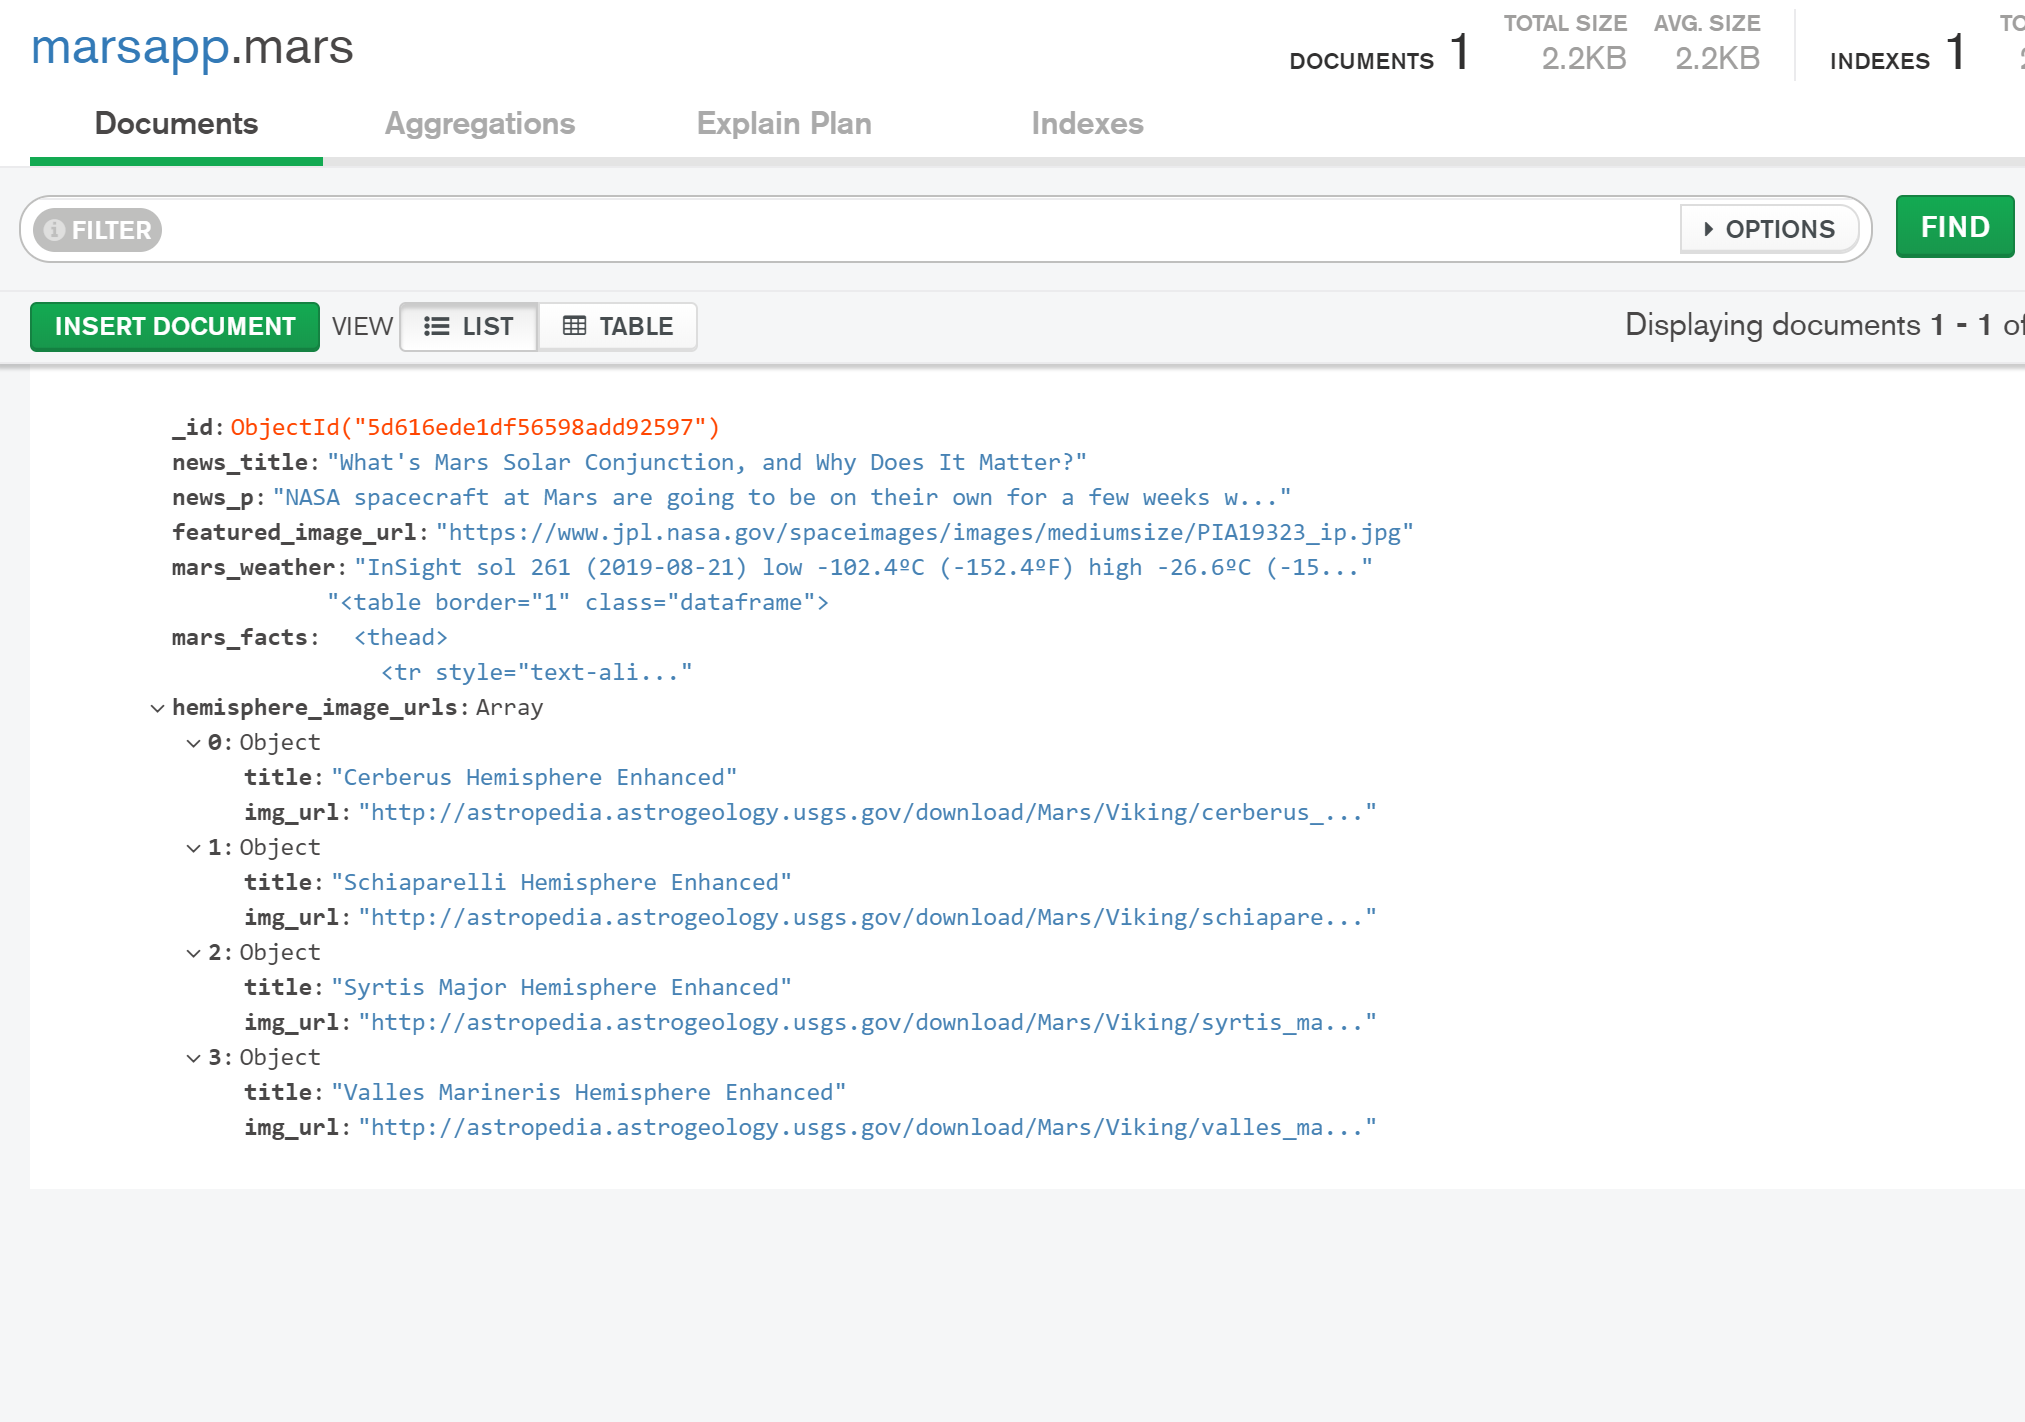 marsapp.mars
DOCUMENTS 1 TOTAL SIZE 2.2KB AVG. SIZE 2.2KB INDEXES 1
Documents Aggregations Explain Plan Indexes
FILTER OPTIONS FIND
INSERT DOCUMENT VIEW LIST TABLE Displaying documents 1 - 1 of
_id: ObjectId("5d616ede1df56598add92597")
news_title: "What's Mars Solar Conjunction, and Why Does It Matter?"
news_p: "NASA spacecraft at Mars are going to be on their own for a few weeks w..."
featured_image_url: "https://www.jpl.nasa.gov/spaceimages/images/mediumsize/PIA19323_ip.jpg"
mars_weather: "InSight sol 261 (2019-08-21) low -102.4ºC (-152.4ºF) high -26.6ºC (-15..."
"<table border="1" class="dataframe">
mars_facts: <thead>
<tr style="text-ali..."
hemisphere_image_urls: Array
0: Object
title: "Cerberus Hemisphere Enhanced"
img_url: "http://astropedia.astrogeology.usgs.gov/download/Mars/Viking/cerberus_..."
1: Object
title: "Schiaparelli Hemisphere Enhanced"
img_url: "http://astropedia.astrogeology.usgs.gov/download/Mars/Viking/schiapare..."
2: Object
title: "Syrtis Major Hemisphere Enhanced"
img_url: "http://astropedia.astrogeology.usgs.gov/download/Mars/Viking/syrtis_ma..."
3: Object
title: "Valles Marineris Hemisphere Enhanced"
img_url: "http://astropedia.astrogeology.usgs.gov/download/Mars/Viking/valles_ma..."